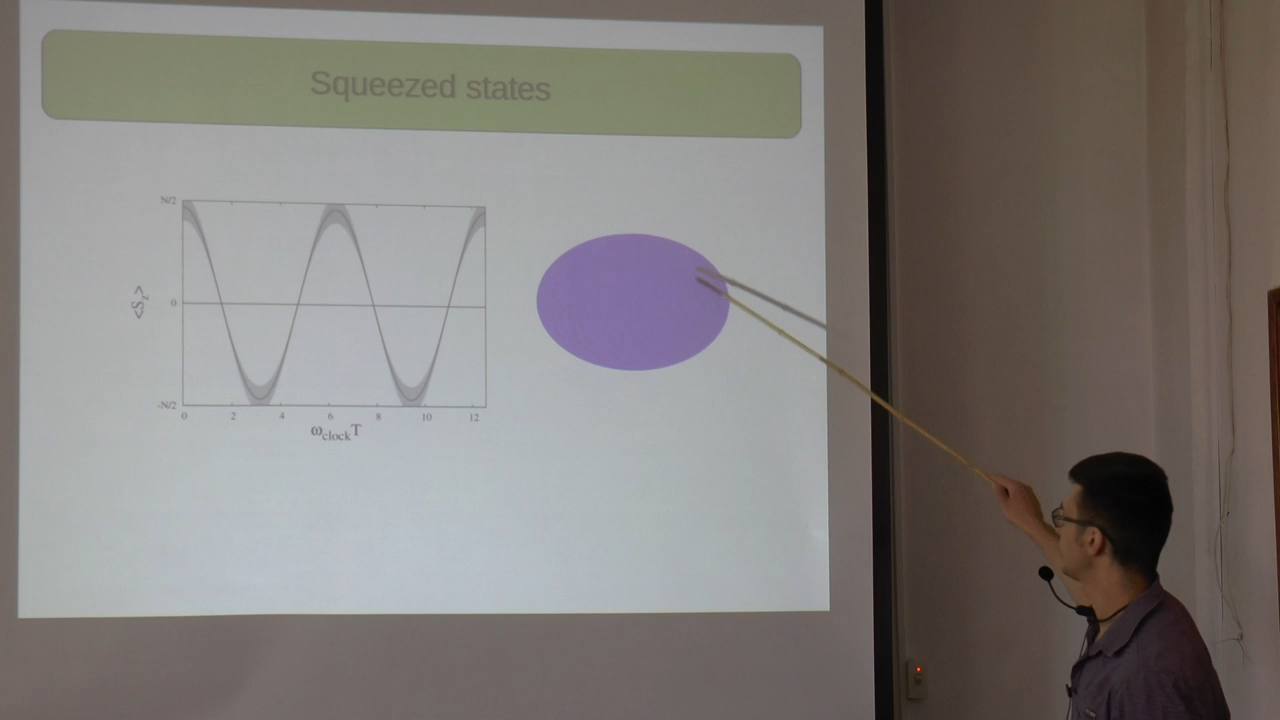 Squeezed states
N/2
<S_z>
0
-N/2
0 2 4 6 8 10 12
ω_clock T